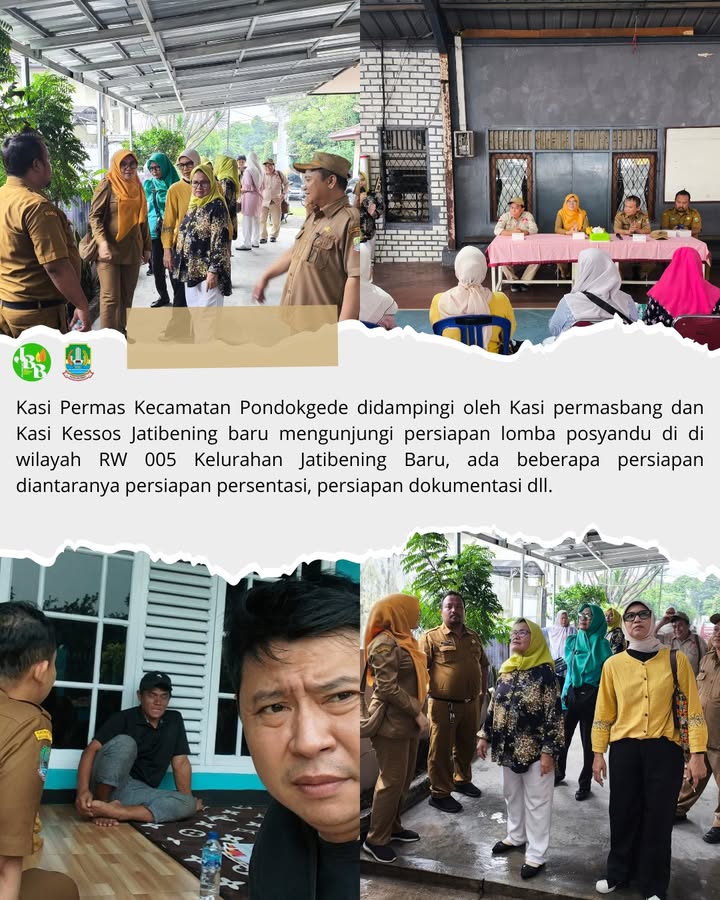 JBB
Kasi Permas Kecamatan Pondokgede didampingi oleh Kasi permasbang dan
Kasi Kessos Jatibening baru mengunjungi persiapan lomba posyandu di di
wilayah RW 005 Kelurahan Jatibening Baru, ada beberapa persiapan
diantaranya persiapan persentasi, persiapan dokumentasi dll.